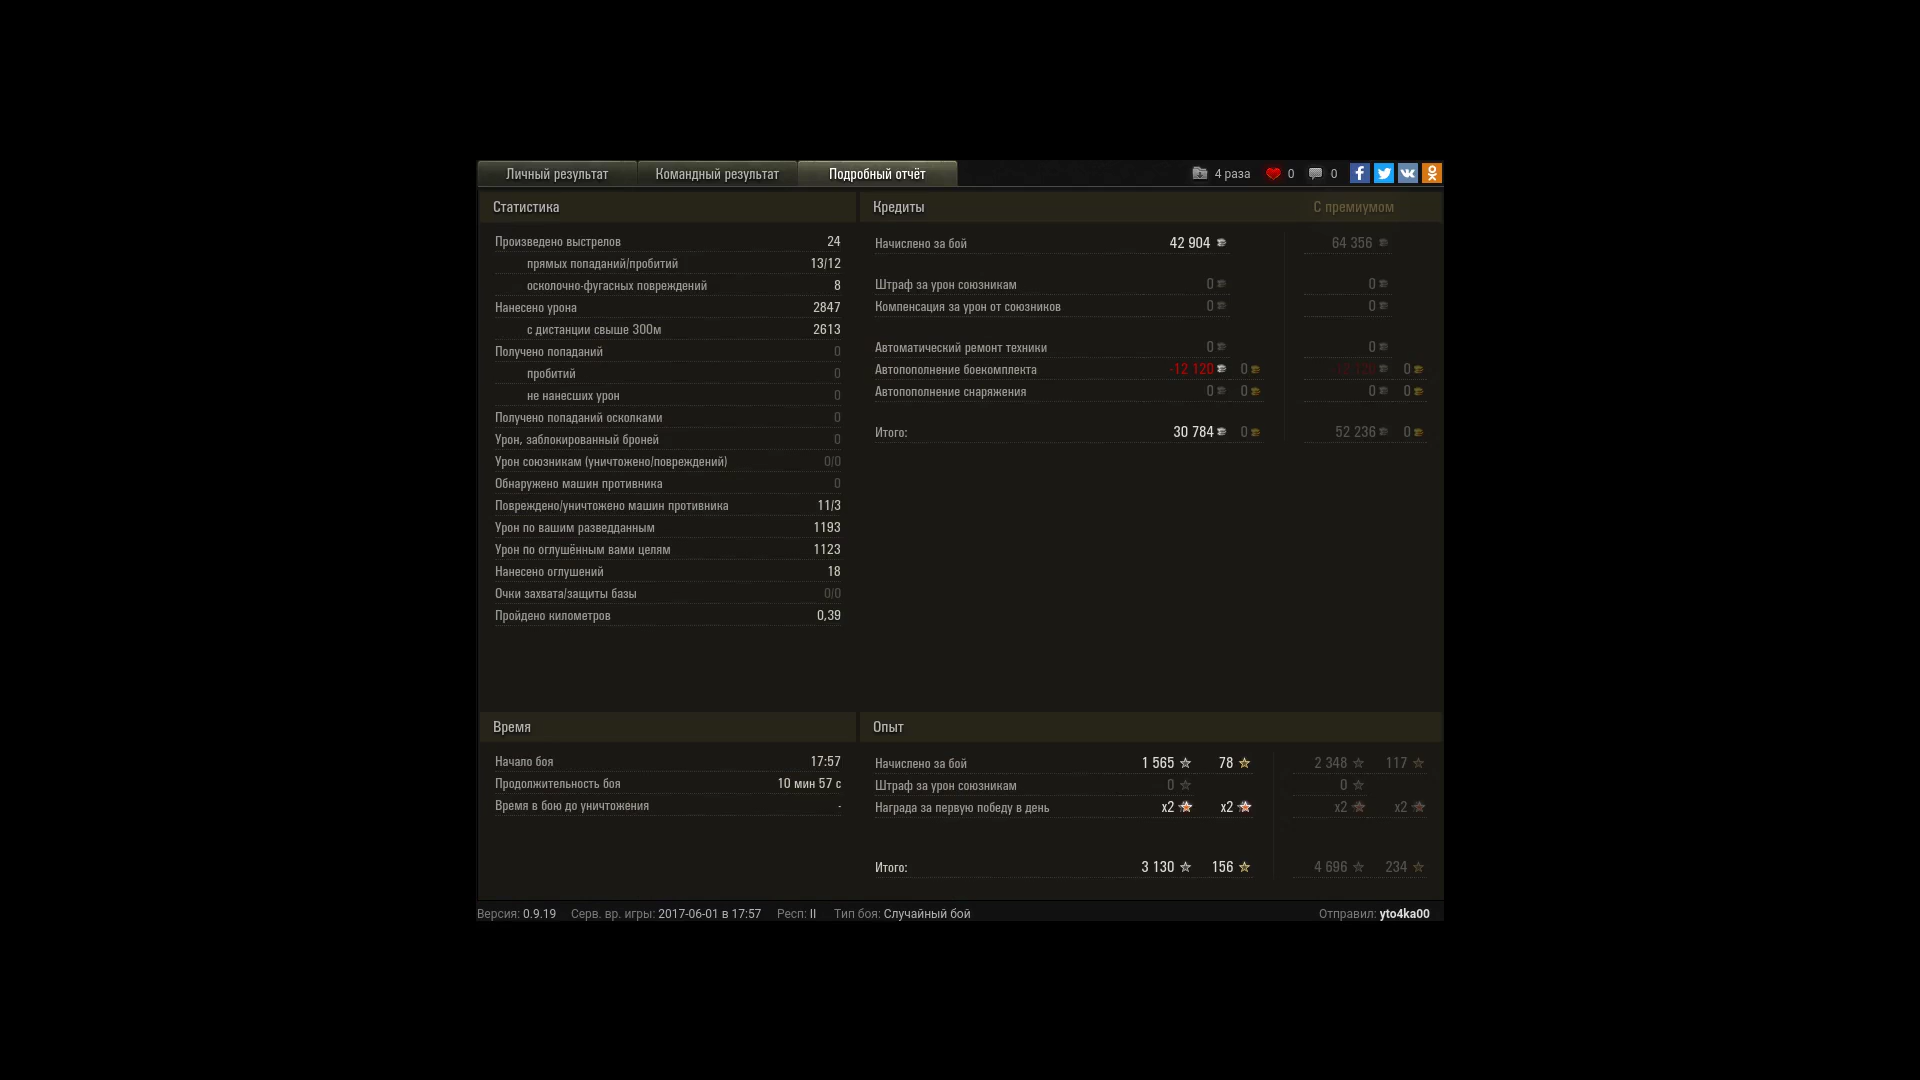 Личный результат Командный результат Подробный отчёт 4 раза 0 0
Статистика
Произведено выстрелов 24
прямых попаданий/пробитий 13/12
осколочно-фугасных повреждений 8
Нанесено урона 2847
с дистанции свыше 300м 2613
Получено попаданий 0
пробитий 0
не нанесших урон 0
Получено попаданий осколками 0
Урон, заблокированный броней 0
Урон союзникам (уничтожено/повреждений) 0/0
Обнаружено машин противника 0
Повреждено/уничтожено машин противника 11/3
Урон по вашим разведданным 1193
Урон по оглушённым вами целям 1123
Нанесено оглушений 18
Очки захвата/защиты базы 0/0
Пройдено километров 0,39
Кредиты С премиумом
Начислено за бой 42 904 64 356
Штраф за урон союзникам 0 0
Компенсация за урон от союзников 0 0
Автоматический ремонт техники 0 0
Автопополнение боекомплекта -12 120 0 -12 120 0
Автопополнение снаряжения 0 0 0 0
Итого: 30 784 0 52 236 0
Время
Начало боя 17:57
Продолжительность боя 10 мин 57 с
Время в бою до уничтожения -
Опыт
Начислено за бой 1 565 78 2 348 117
Штраф за урон союзникам 0 0
Награда за первую победу в день x2 x2 x2 x2
Итого: 3 130 156 4 696 234
Версия: 0.9.19 Серв. вр. игры: 2017-06-01 в 17:57 Респ: II Тип боя: Случайный бой Отправил: yto4ka00